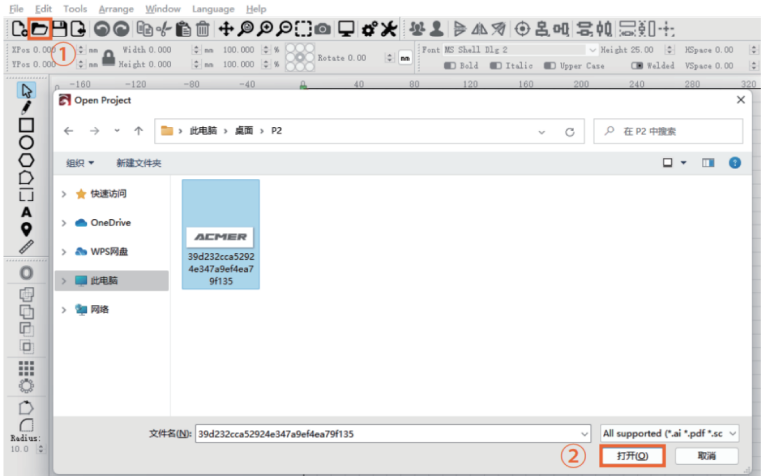 File Edit Tools Arrange Window Language Help
①
XPos 0.000 mm Width 0.000 mm 100.000 % Rotate 0.00 mm Font MS Shell Dlg 2 Height 25.00 HSpace 0.00
YPos 0.000 mm Height 0.000 mm 100.000 % Bold Italic Upper Case Welded VSpace 0.00
-160 -120 -80 -40 0 40 80 120 160 200 240 280 320
Open Project
此电脑 › 桌面 › P2
在 P2 中搜索
组织 新建文件夹
快速访问
OneDrive
WPS网盘
此电脑
网络
ACMER
39d232cca5292
4e347a9ef4ea7
9f135
A
Radius:
10.0
文件名(N): 39d232cca52924e347a9ef4ea79f135 All supported (*.ai *.pdf *.sc
② 打开(O) 取消